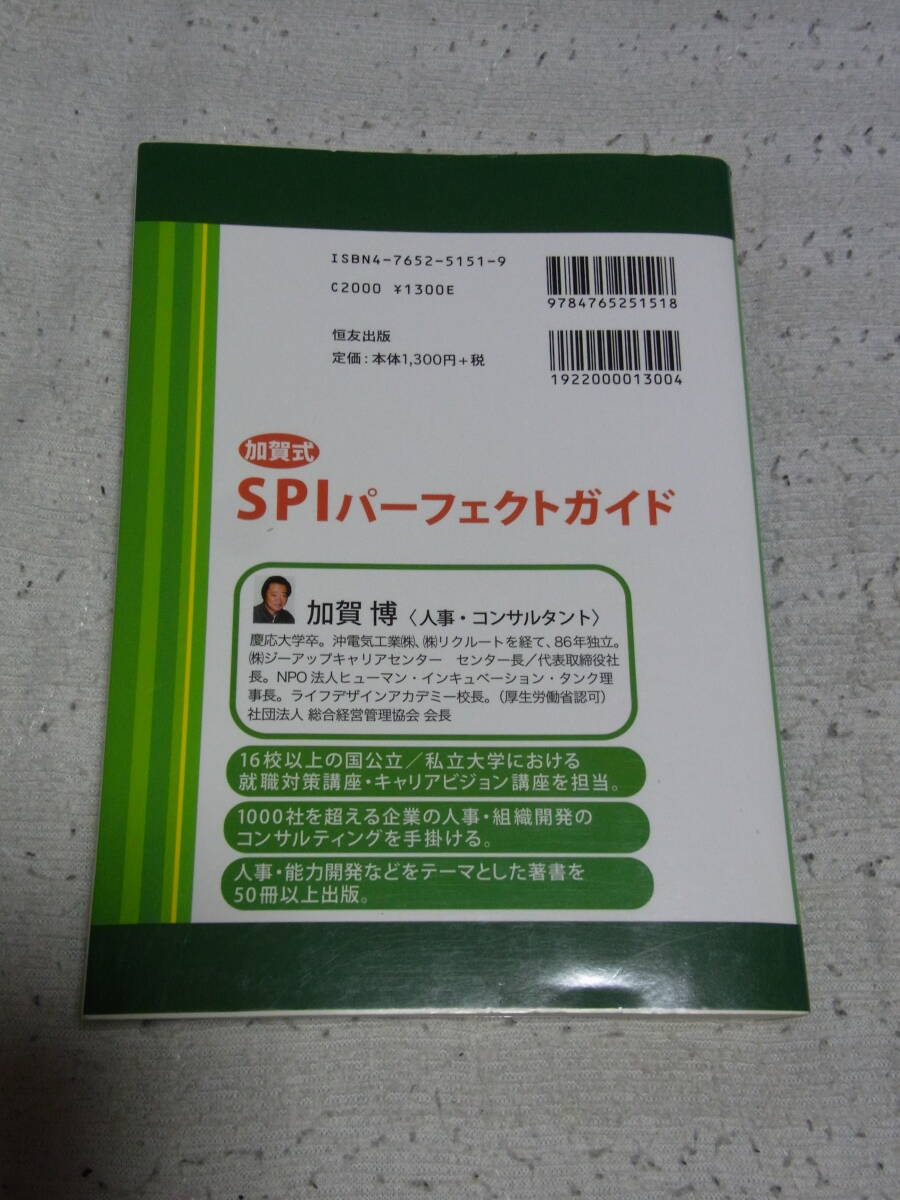 ISBN4-7652-5151-9
C2000 ¥1300E
9784765251518
恒友出版
定価:本体1,300円+税
1922000013004
加賀式
SPIパーフェクトガイド
加賀 博〈人事・コンサルタント〉
慶応大学卒。沖電気工業㈱、㈱リクルートを経て、86年独立。
㈱ジーアップキャリアセンター センター長/代表取締役社
長。NPO法人ヒューマン・インキュベーション・タンク理
事長。ライフデザインアカデミー校長。(厚生労働省認可)
社団法人 総合経営管理協会 会長
16校以上の国公立/私立大学における
就職対策講座・キャリアビジョン講座を担当。
1000社を超える企業の人事・組織開発の
コンサルティングを手掛ける。
人事・能力開発などをテーマとした著書を
50冊以上出版。